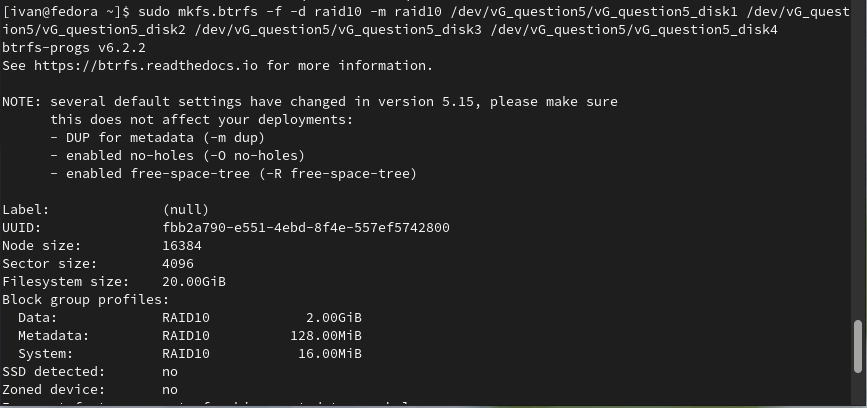 [ivan@fedora ~]$ sudo mkfs.btrfs -f -d raid10 -m raid10 /dev/vG_question5/vG_question5_disk1 /dev/vG_quest
ion5/vG_question5_disk2 /dev/vG_question5/vG_question5_disk3 /dev/vG_question5/vG_question5_disk4
btrfs-progs v6.2.2
See https://btrfs.readthedocs.io for more information.
NOTE: several default settings have changed in version 5.15, please make sure
this does not affect your deployments:
- DUP for metadata (-m dup)
- enabled no-holes (-O no-holes)
- enabled free-space-tree (-R free-space-tree)
Label: (null)
UUID: fbb2a790-e551-4ebd-8f4e-557ef5742800
Node size: 16384
Sector size: 4096
Filesystem size: 20.00GiB
Block group profiles:
Data: RAID10 2.00GiB
Metadata: RAID10 128.00MiB
System: RAID10 16.00MiB
SSD detected: no
Zoned device: no